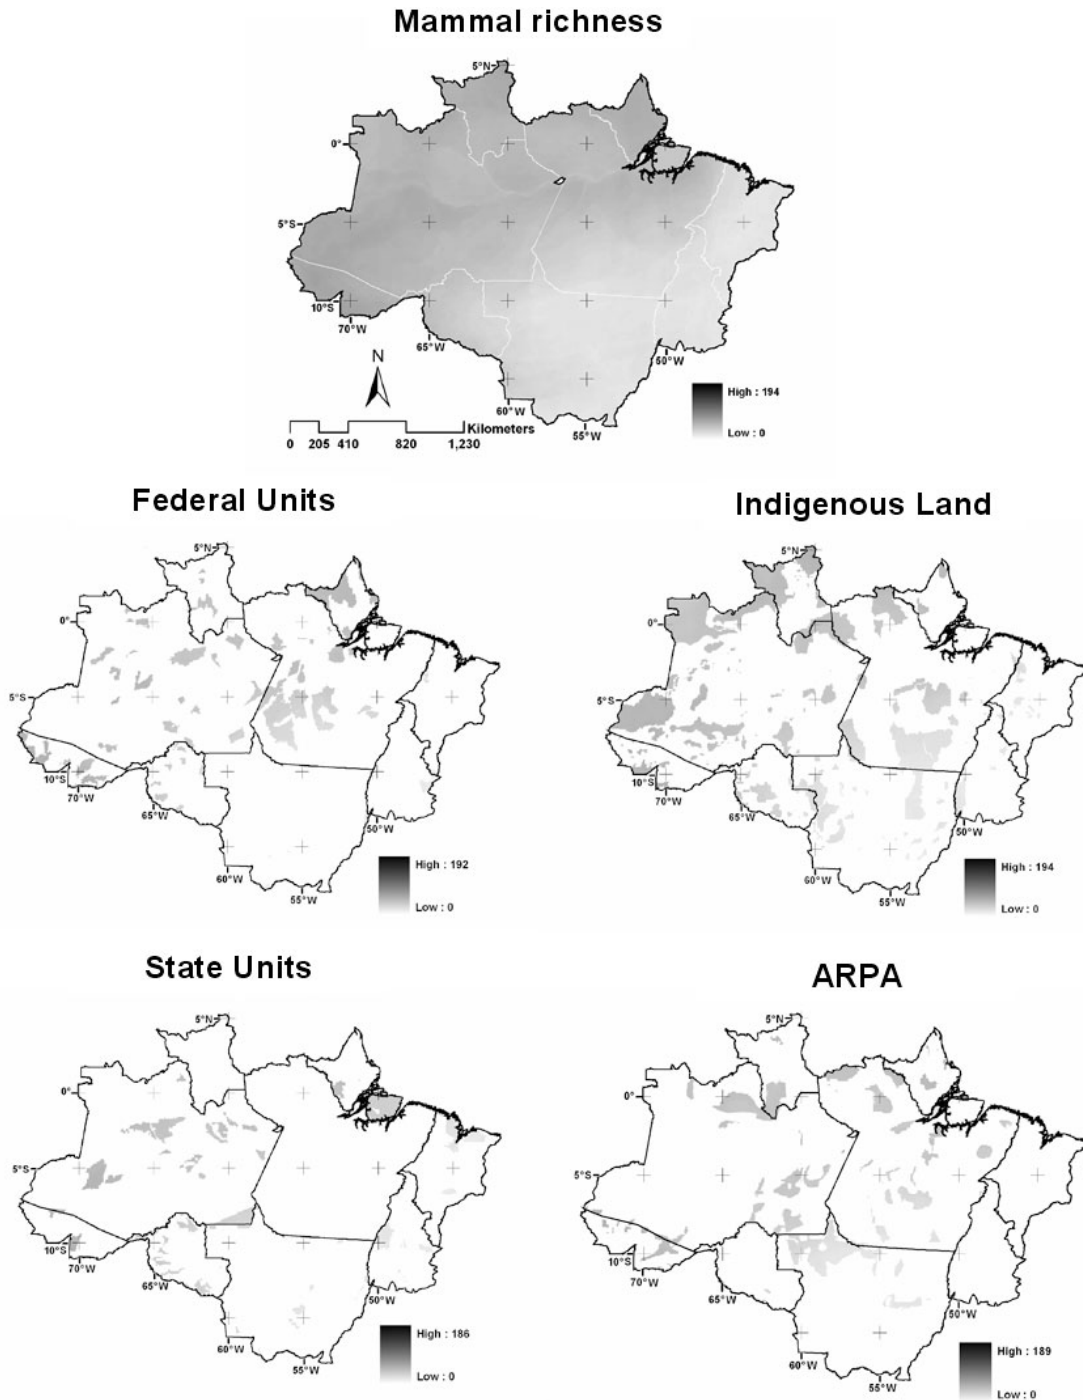 Mammal richness
5°N
0°
5°S
10°S
70°W
65°W
60°W
55°W
50°W
N
Kilometers
0 205 410 820 1,230
High : 194
Low : 0
Federal Units
5°N
0°
5°S
10°S
70°W
65°W
60°W
55°W
50°W
High : 192
Low : 0
Indigenous Land
5°N
0°
5°S
10°S
70°W
65°W
60°W
55°W
50°W
High : 194
Low : 0
State Units
5°N
0°
5°S
10°S
70°W
65°W
60°W
55°W
50°W
High : 186
Low : 0
ARPA
5°N
0°
5°S
10°S
70°W
65°W
60°W
55°W
50°W
High : 189
Low : 0